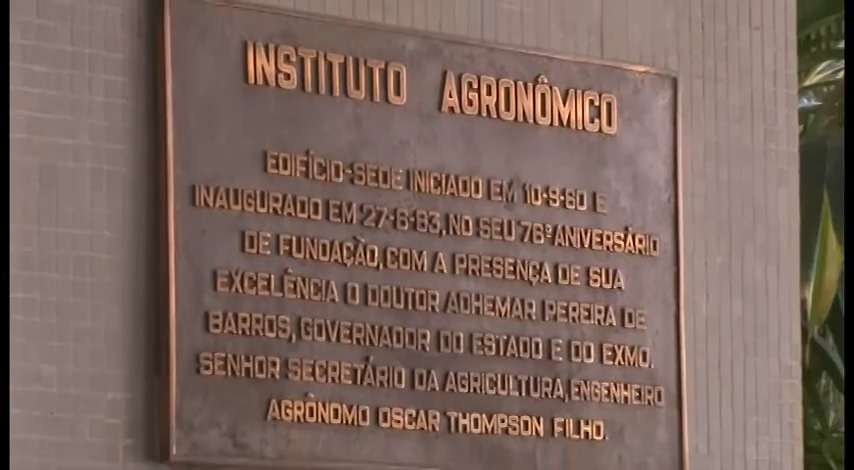 INSTITUTO AGRONÔMICO
EDIFÍCIO-SEDE INICIADO EM 10-9-60 E
INAUGURADO EM 27-6-63, NO SEU 76º ANIVERSÁRIO
DE FUNDAÇÃO, COM A PRESENÇA DE SUA
EXCELÊNCIA O DOUTOR ADHEMAR PEREIRA DE
BARROS, GOVERNADOR DO ESTADO E DO EXMO.
SENHOR SECRETÁRIO DA AGRICULTURA, ENGENHEIRO
AGRÔNOMO OSCAR THOMPSON FILHO.